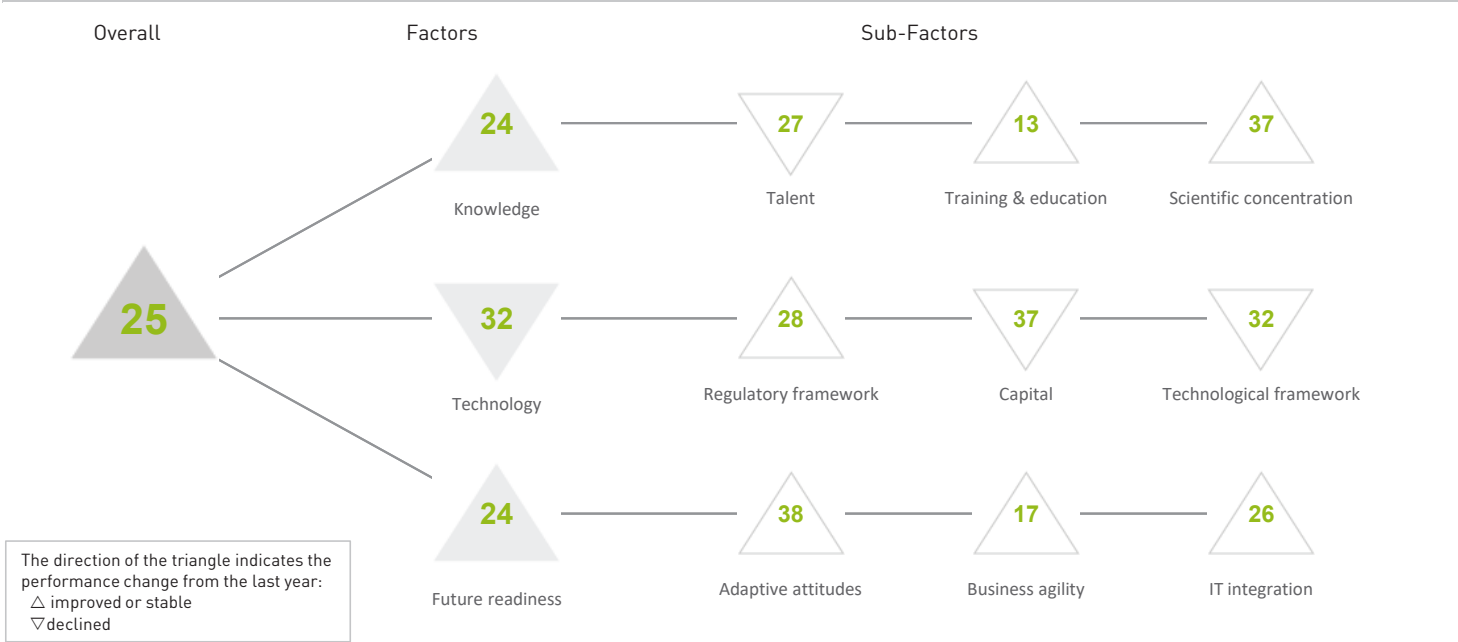 Overall
Factors
Sub-Factors
24
27
13
37
Knowledge
Talent
Training & education
Scientific concentration
25
32
28
37
32
Technology
Regulatory framework
Capital
Technological framework
24
38
17
26
Future readiness
Adaptive attitudes
Business agility
IT integration
The direction of the triangle indicates the
performance change from the last year:
△ improved or stable
▽ declined